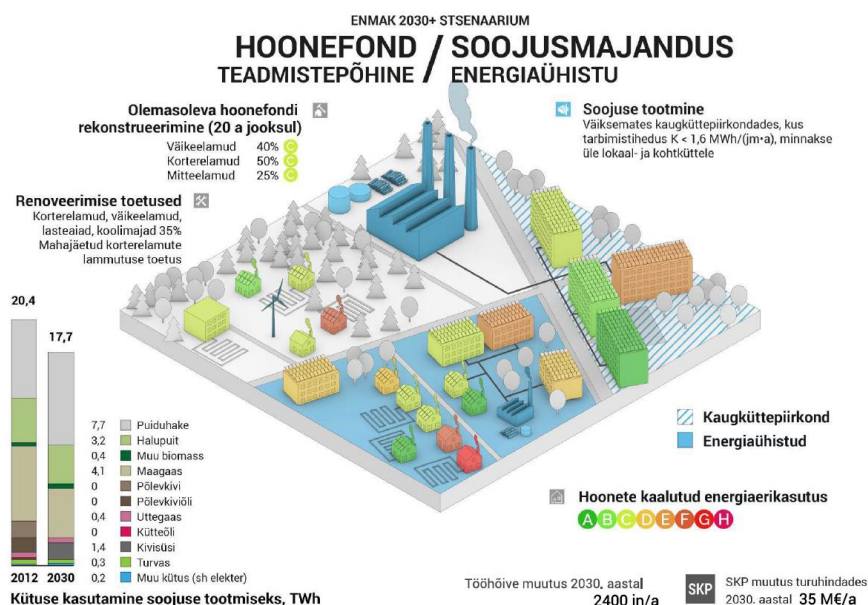 ENMAK 2030+ STSENAARIUM
HOONEFOND / SOOJUSMAJANDUS
TEADMISTEPÕHINE / ENERGIAÜHISTU
Olemasoleva hoonefondi
rekonstrueerimine (20 a jooksul)
Väikeelamud 40% C
Korterelamud 50% C
Mitteelamud 25% C
Renoveerimise toetused
Korterelamud, väikeelamud,
lasteaiad, koolimajad 35%
Mahajäetud korterelamute
lammutuse toetus
Soojuse tootmine
Väiksemates kaugküttepiirkondades, kus
tarbimistihedus K < 1,6 MWh/(jm•a), minnakse
üle lokaal- ja kohtküttele
20,4
17,7
7,7 Puiduhake
3,2 Halupuit
0,4 Muu biomass
4,1 Maagaas
0 Põlevkivi
0 Põlevkiviõli
0,4 Uttegaas
0 Kütteõli
1,4 Kivisüsi
0,3 Turvas
0,2 Muu kütus (sh elekter)
2012 2030
Kütuse kasutamine soojuse tootmiseks, TWh
Kaugküttepiirkond
Energiaühistud
Hoonete kaalutud energiaerikasutus
A B C D E F G H
Tööhõive muutus 2030. aastal
2400 in/a
SKP
SKP muutus turuhindades
2030. aastal 35 M€/a